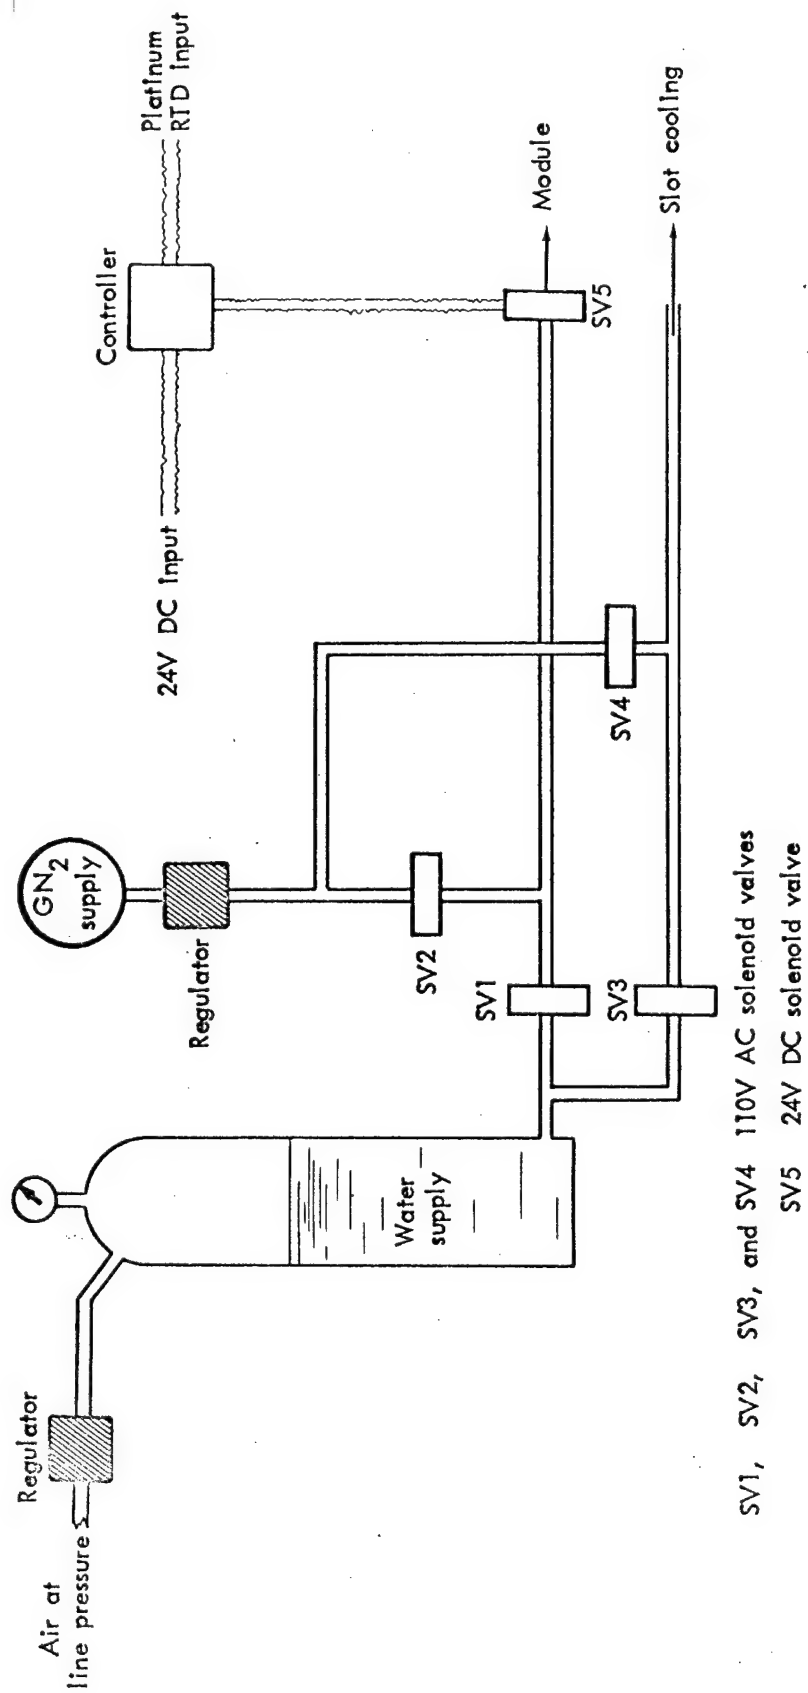 Air at
line pressure
Regulator
Water
supply
GN2
supply
Regulator
SV1
SV2
SV3
SV4
SV5
24V DC Input
Controller
Platinum
RTD input
Module
Slot cooling
SV1, SV2, SV3, and SV4 110V AC solenoid valves
SV5 24V DC solenoid valve